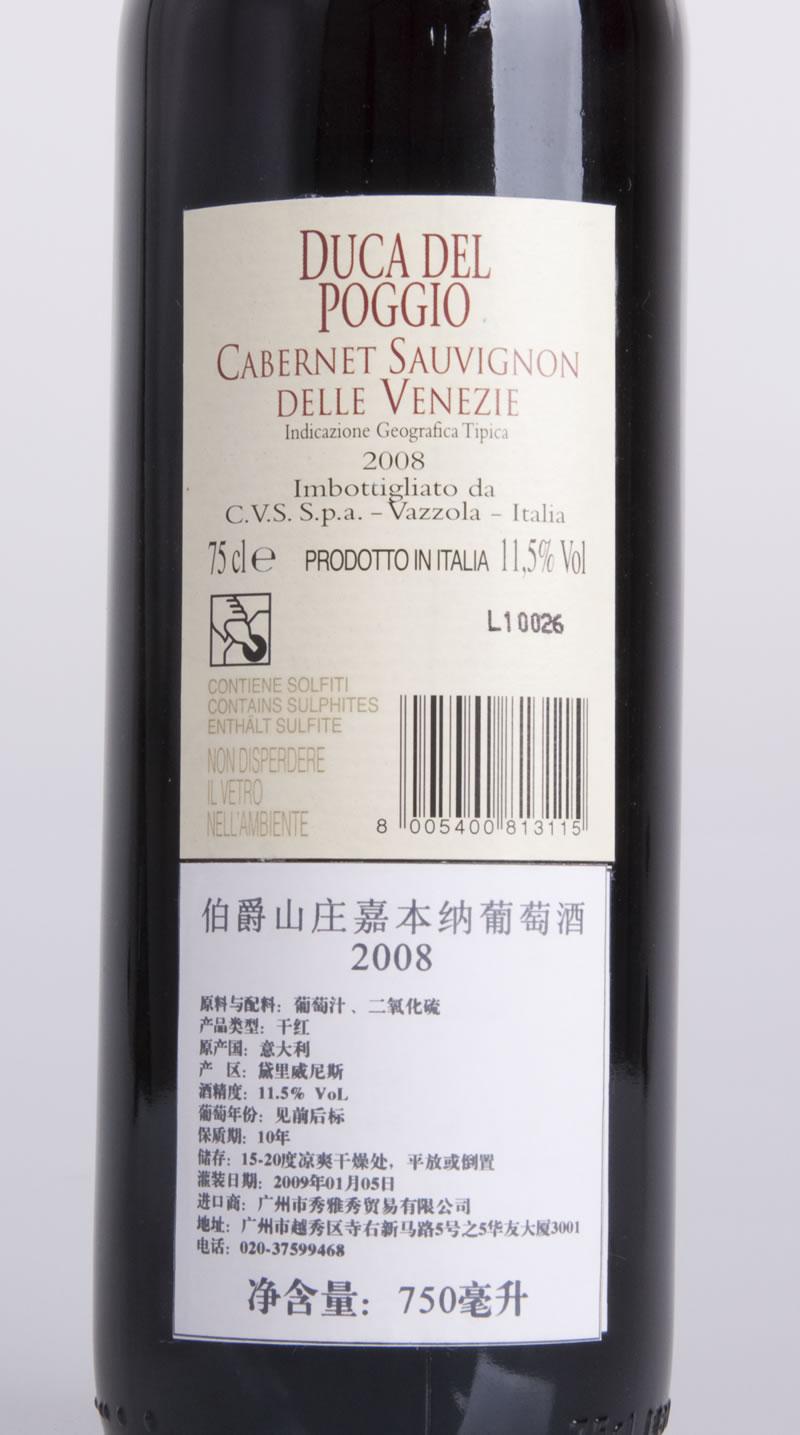 DUCA DEL
POGGIO
CABERNET SAUVIGNON
DELLE VENEZIE
Indicazione Geografica Tipica
2008
Imbottigliato da
C.V.S. S.p.a. – Vazzola – Italia
75 cl e PRODOTTO IN ITALIA 11,5% Vol
L10026
CONTIENE SOLFITI
CONTAINS SULPHITES
ENTHÄLT SULFITE
NON DISPERDERE
IL VETRO
NELL'AMBIENTE
8 005400 813115
伯爵山庄嘉本纳葡萄酒
2008
原料与配料：葡萄汁、二氧化硫
产品类型：干红
原产国：意大利
产 区：黛里威尼斯
酒精度：11.5% VoL
葡萄年份：见前后标
保质期：10年
储存：15-20度凉爽干燥处，平放或倒置
灌装日期：2009年01月05日
进口商：广州市秀雅秀贸易有限公司
地址：广州市越秀区寺右新马路5号之5华友大厦3001
电话：020-37599468
净含量：750毫升